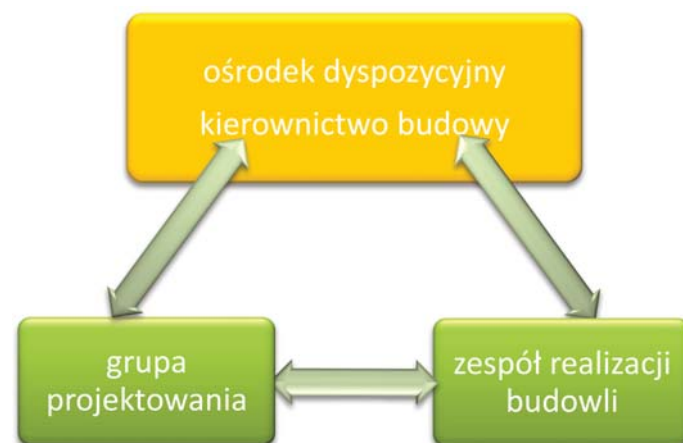 ośrodek dyspozycyjny
kierownictwo budowy
grupa
projektowania
zespół realizacji
budowli